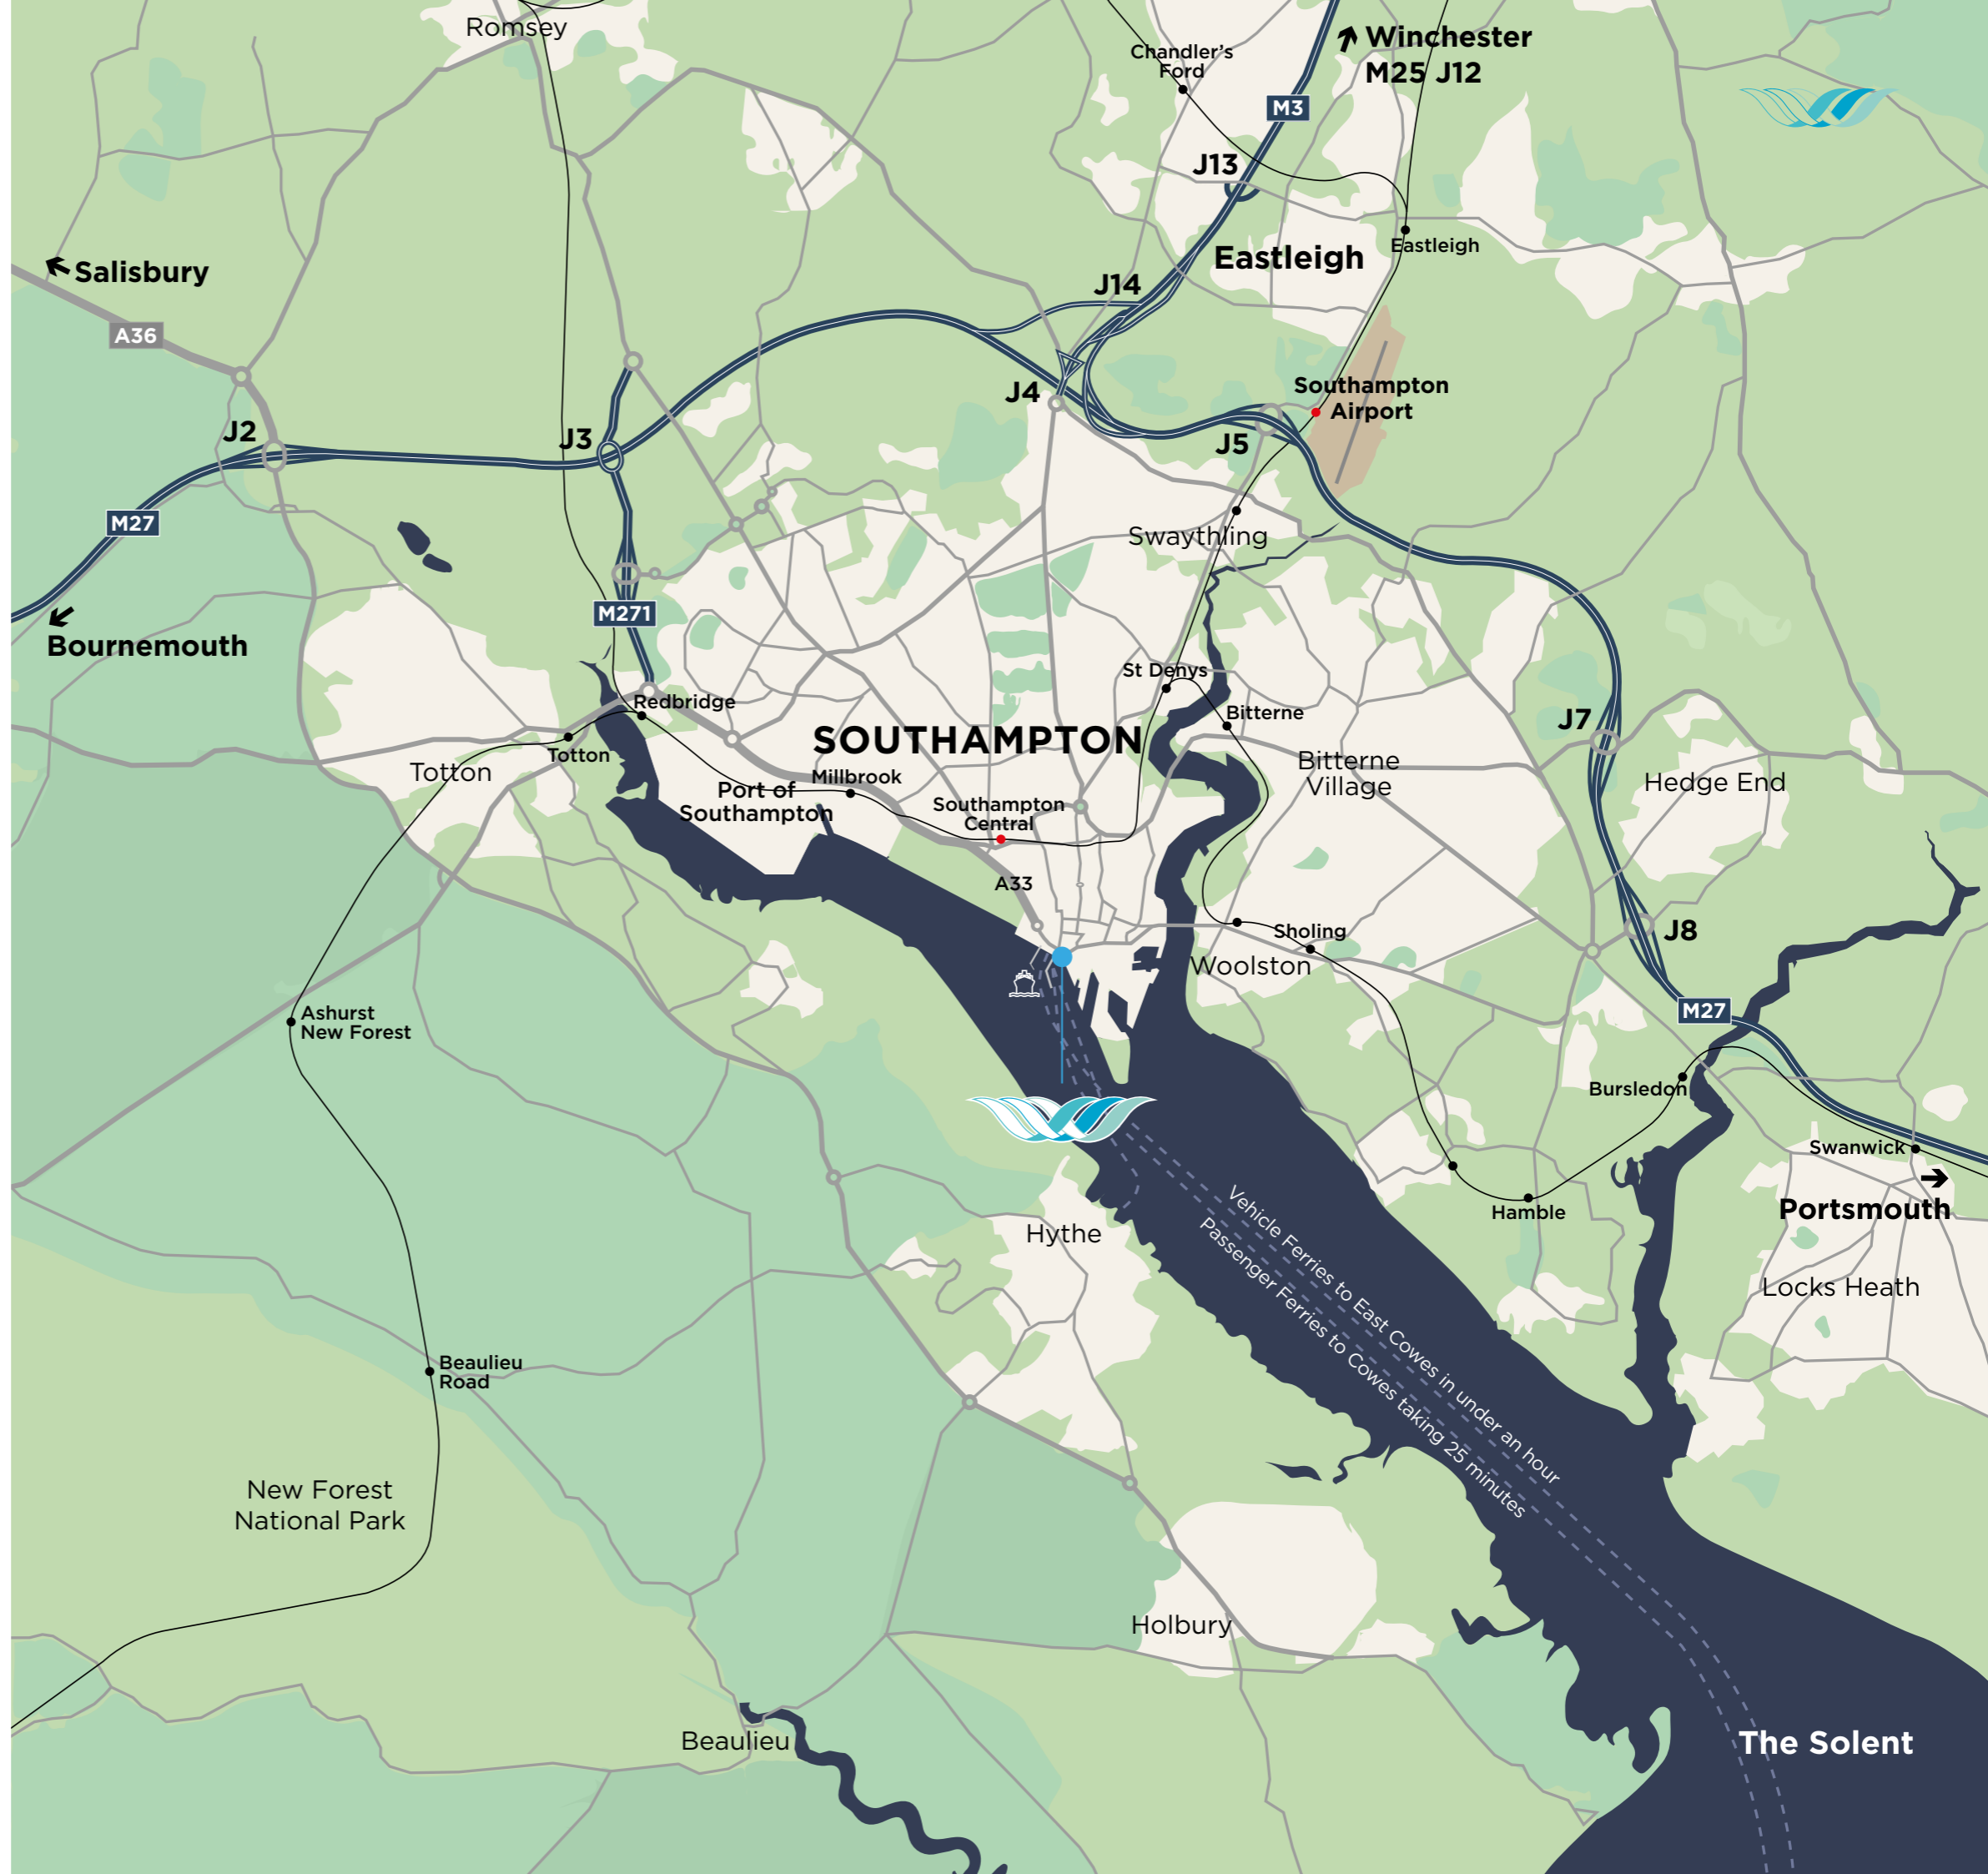 Romsey
Chandler's
Ford
Winchester
M25 J12
M3
J13
Eastleigh
Eastleigh
Salisbury
J14
A36
J4
Southampton
Airport
J2
J3
J5
M27
Swaythling
M271
Bournemouth
St Denys
Redbridge
Bitterne
J7
SOUTHAMPTON
Totton
Totton
Millbrook
Bitterne
Village
Hedge End
Port of
Southampton
Southampton
Central
A33
Sholing
J8
Woolston
M27
Ashurst
New Forest
Bursledon
Swanwick
Portsmouth
Hamble
Hythe
Locks Heath
Vehicle Ferries to East Cowes in under an hour
Passenger Ferries to Cowes taking 25 minutes
Beaulieu
Road
New Forest
National Park
Holbury
Beaulieu
The Solent